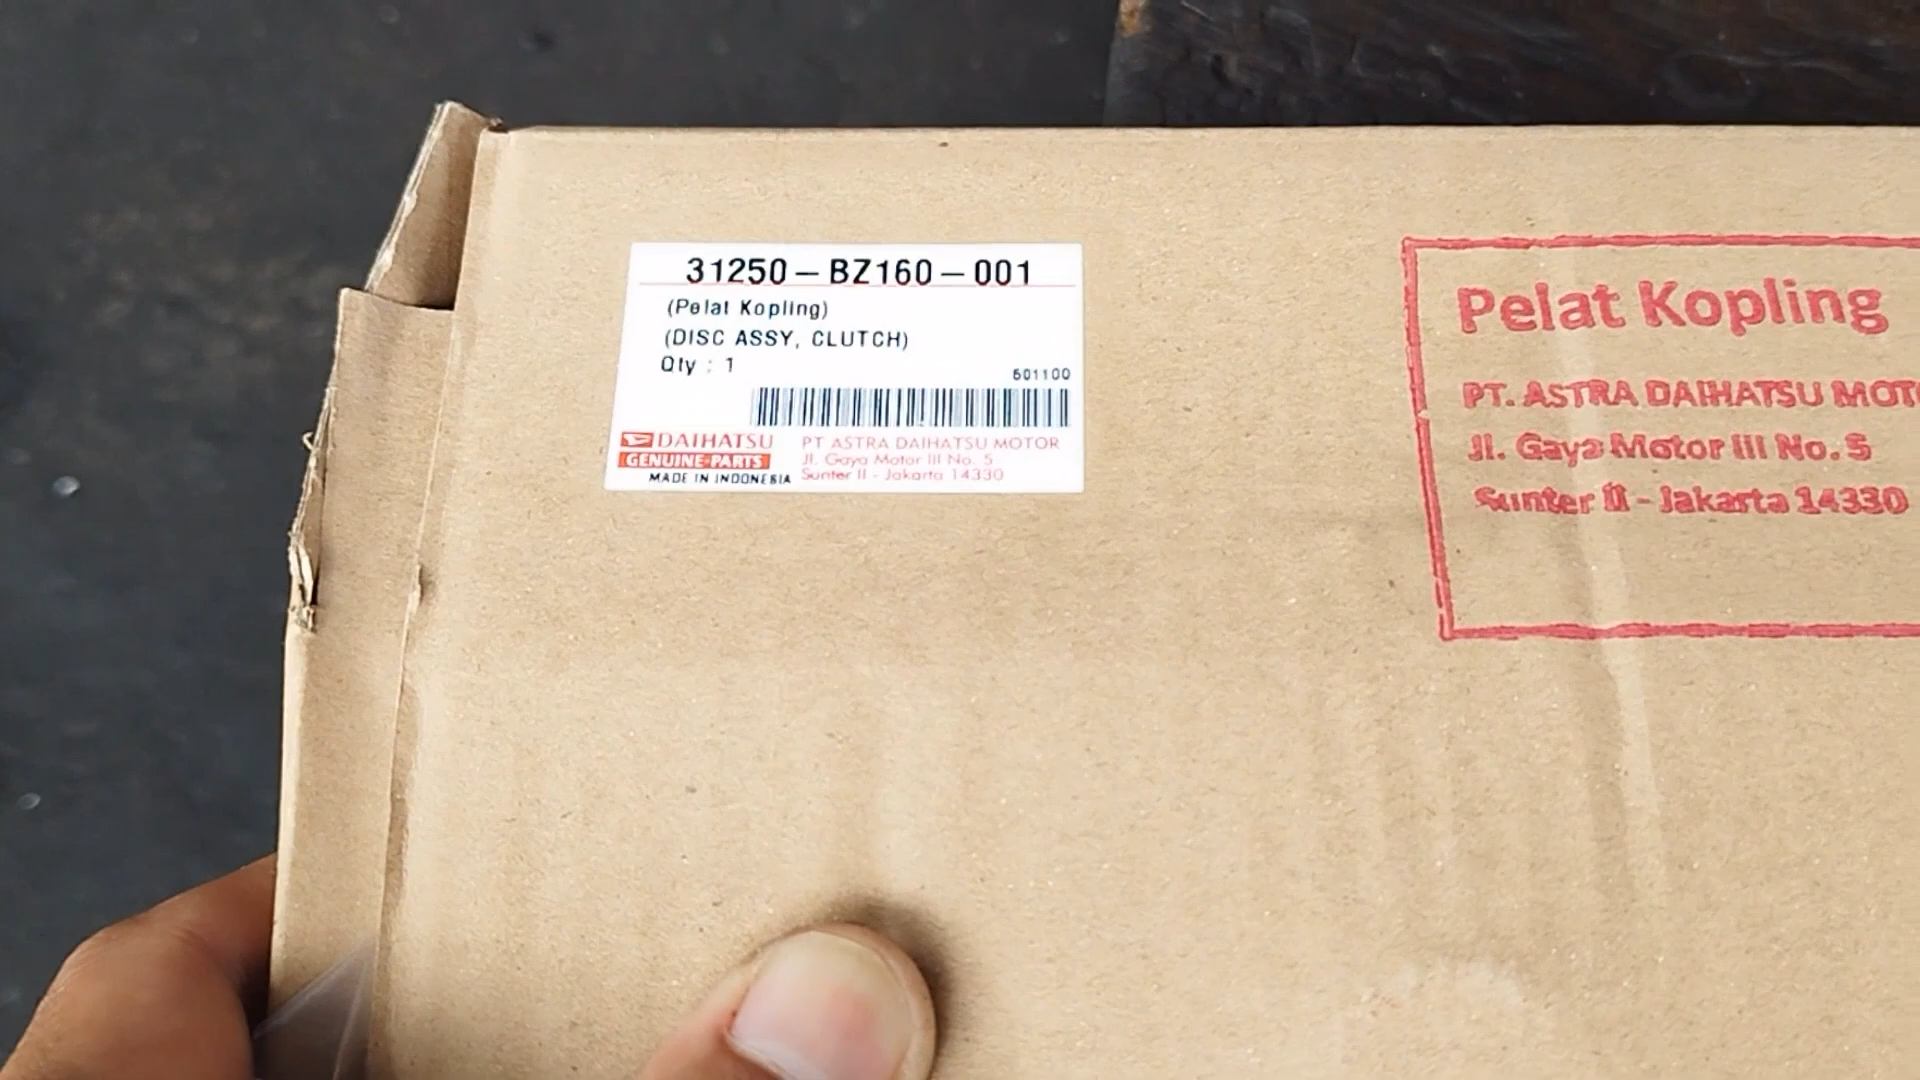 31250-BZ160-001
(Pelat Kopling)
(DISC ASSY, CLUTCH)
Qty : 1
501100
DAIHATSU
GENUINE-PARTS
MADE IN INDONESIA
PT ASTRA DAIHATSU MOTOR
Jl. Gaya Motor III No. 5
Sunter II - Jakarta 14330
Pelat Kopling
PT. ASTRA DAIHATSU MOTO
Jl. Gaya Motor III No. 5
Sunter II - Jakarta 14330